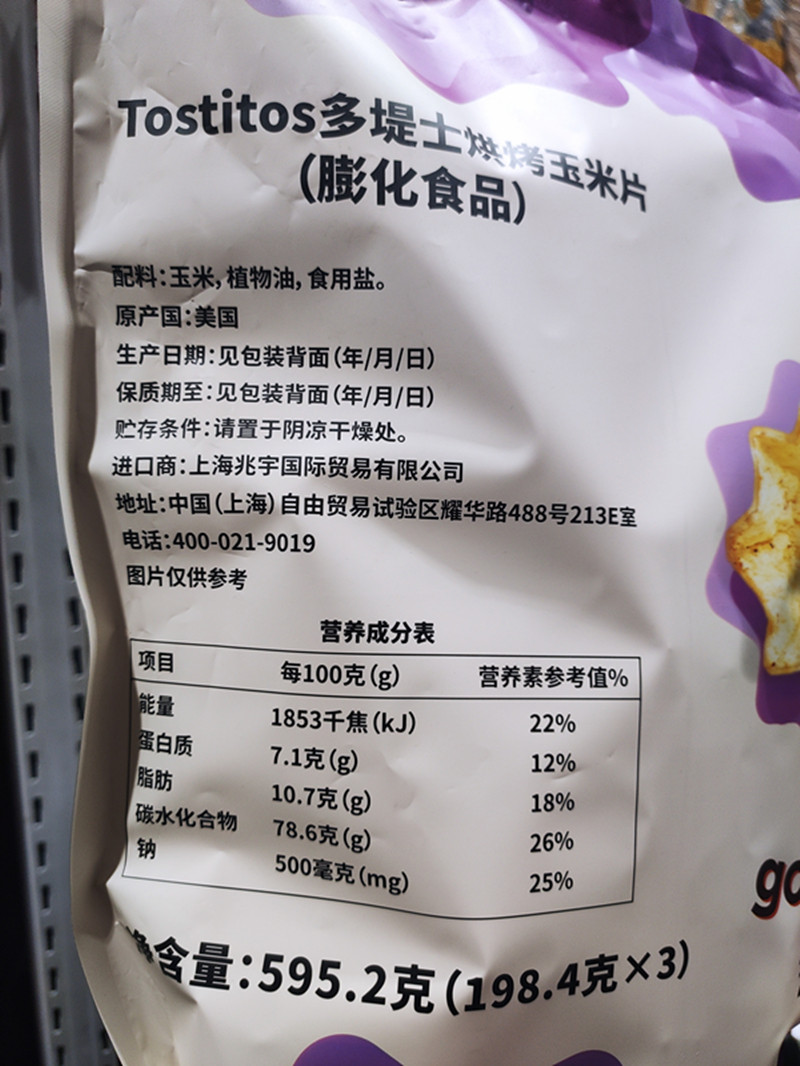 Tostitos多堤士烘烤玉米片
(膨化食品)
配料:玉米,植物油,食用盐。
原产国:美国
生产日期:见包装背面(年/月/日)
保质期至:见包装背面(年/月/日)
贮存条件:请置于阴凉干燥处。
进口商:上海兆宇国际贸易有限公司
地址:中国(上海)自由贸易试验区耀华路488号213E室
电话:400-021-9019
图片仅供参考
营养成分表
项目 每100克(g) 营养素参考值%
能量 1853千焦(kJ) 22%
蛋白质 7.1克(g) 12%
脂肪 10.7克(g) 18%
碳水化合物 78.6克(g) 26%
钠 500毫克(mg) 25%
净含量:595.2克(198.4克×3)